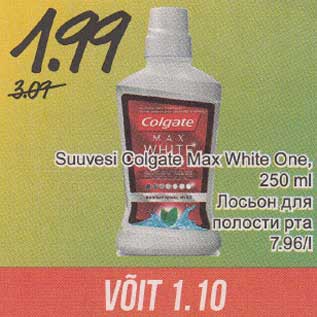 1.99
3.09
Colgate
MAX
WHITE
Suuvesi Colgate Max White One,
250 ml
Лосьон для
полости рта
7.96/l
VÕIT 1.10